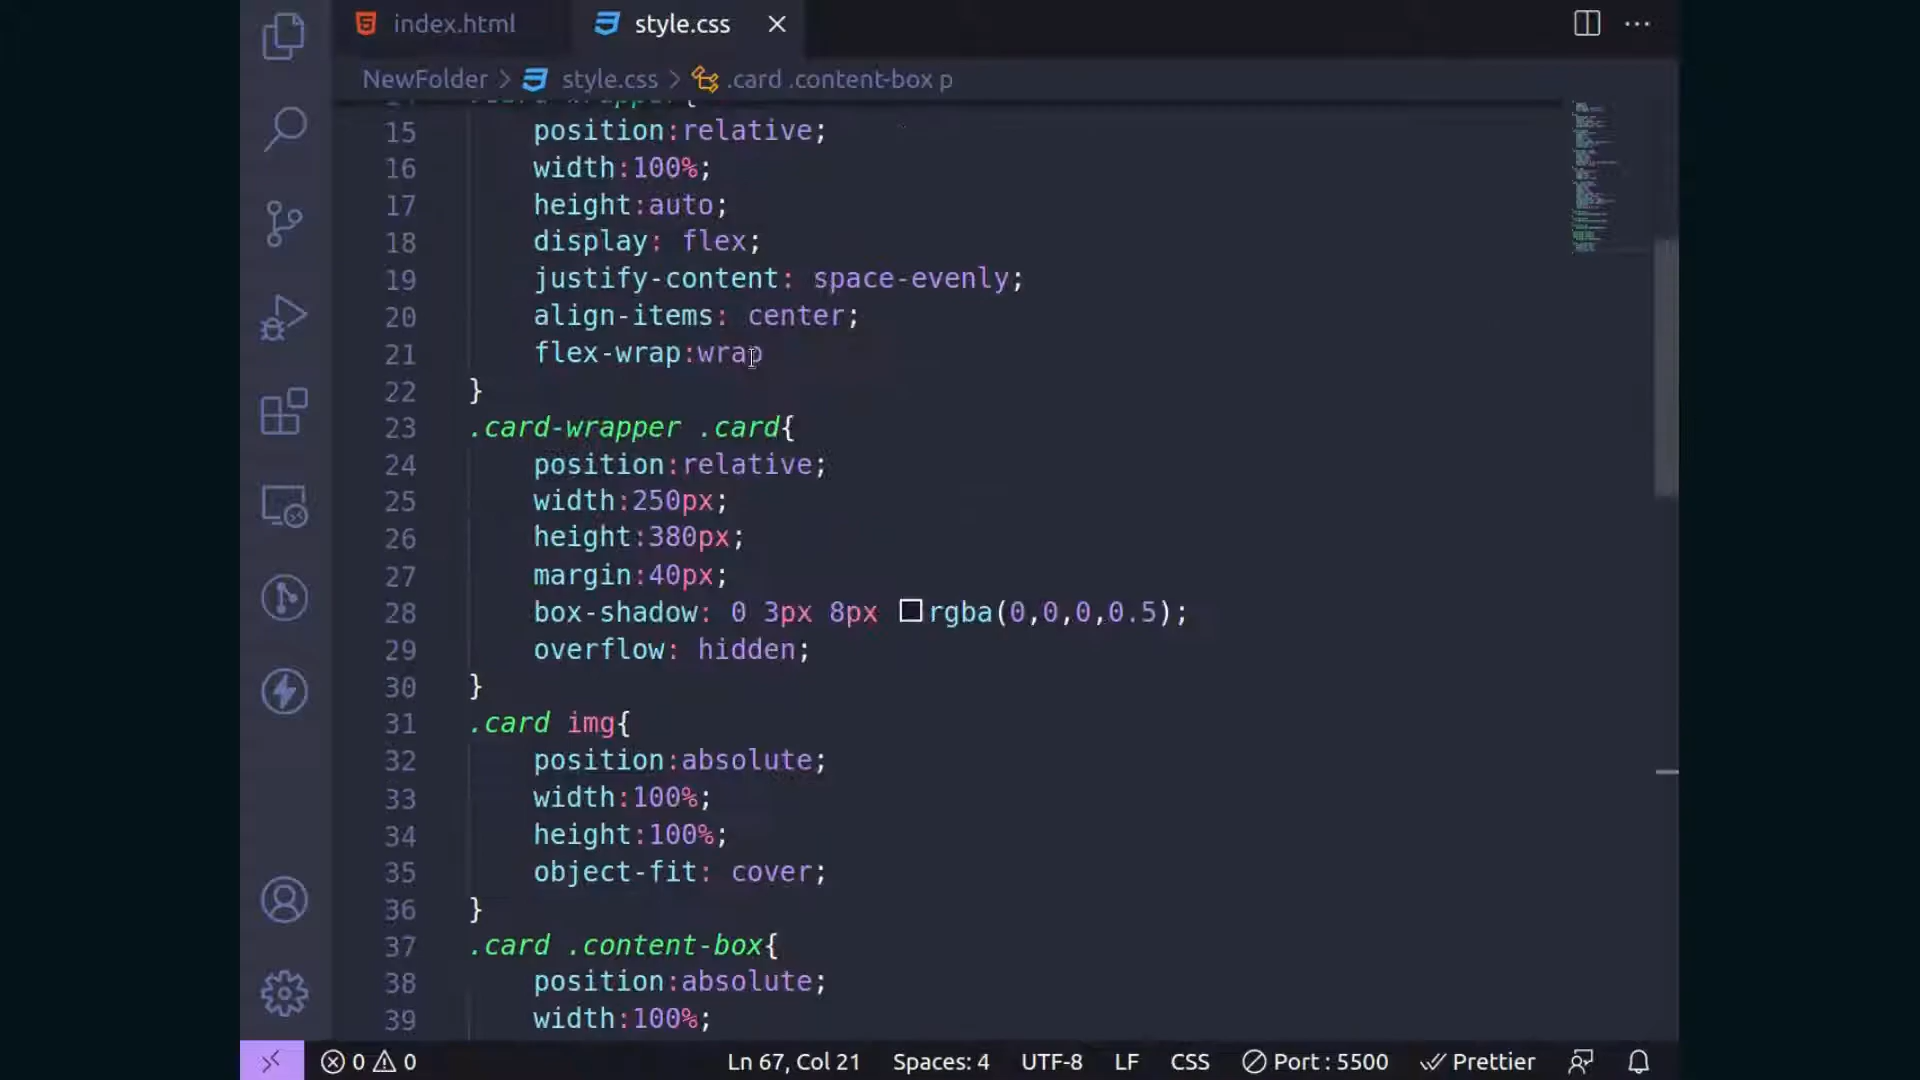 index.html
style.css
NewFolder > style.css > .card .content-box p
15 position:relative;
16 width:100%;
17 height:auto;
18 display: flex;
19 justify-content: space-evenly;
20 align-items: center;
21 flex-wrap:wrap
22 }
23 .card-wrapper .card{
24 position:relative;
25 width:250px;
26 height:380px;
27 margin:40px;
28 box-shadow: 0 3px 8px rgba(0,0,0,0.5);
29 overflow: hidden;
30 }
31 .card img{
32 position:absolute;
33 width:100%;
34 height:100%;
35 object-fit: cover;
36 }
37 .card .content-box{
38 position:absolute;
39 width:100%;
0 0 Ln 67, Col 21 Spaces: 4 UTF-8 LF CSS Port : 5500 Prettier